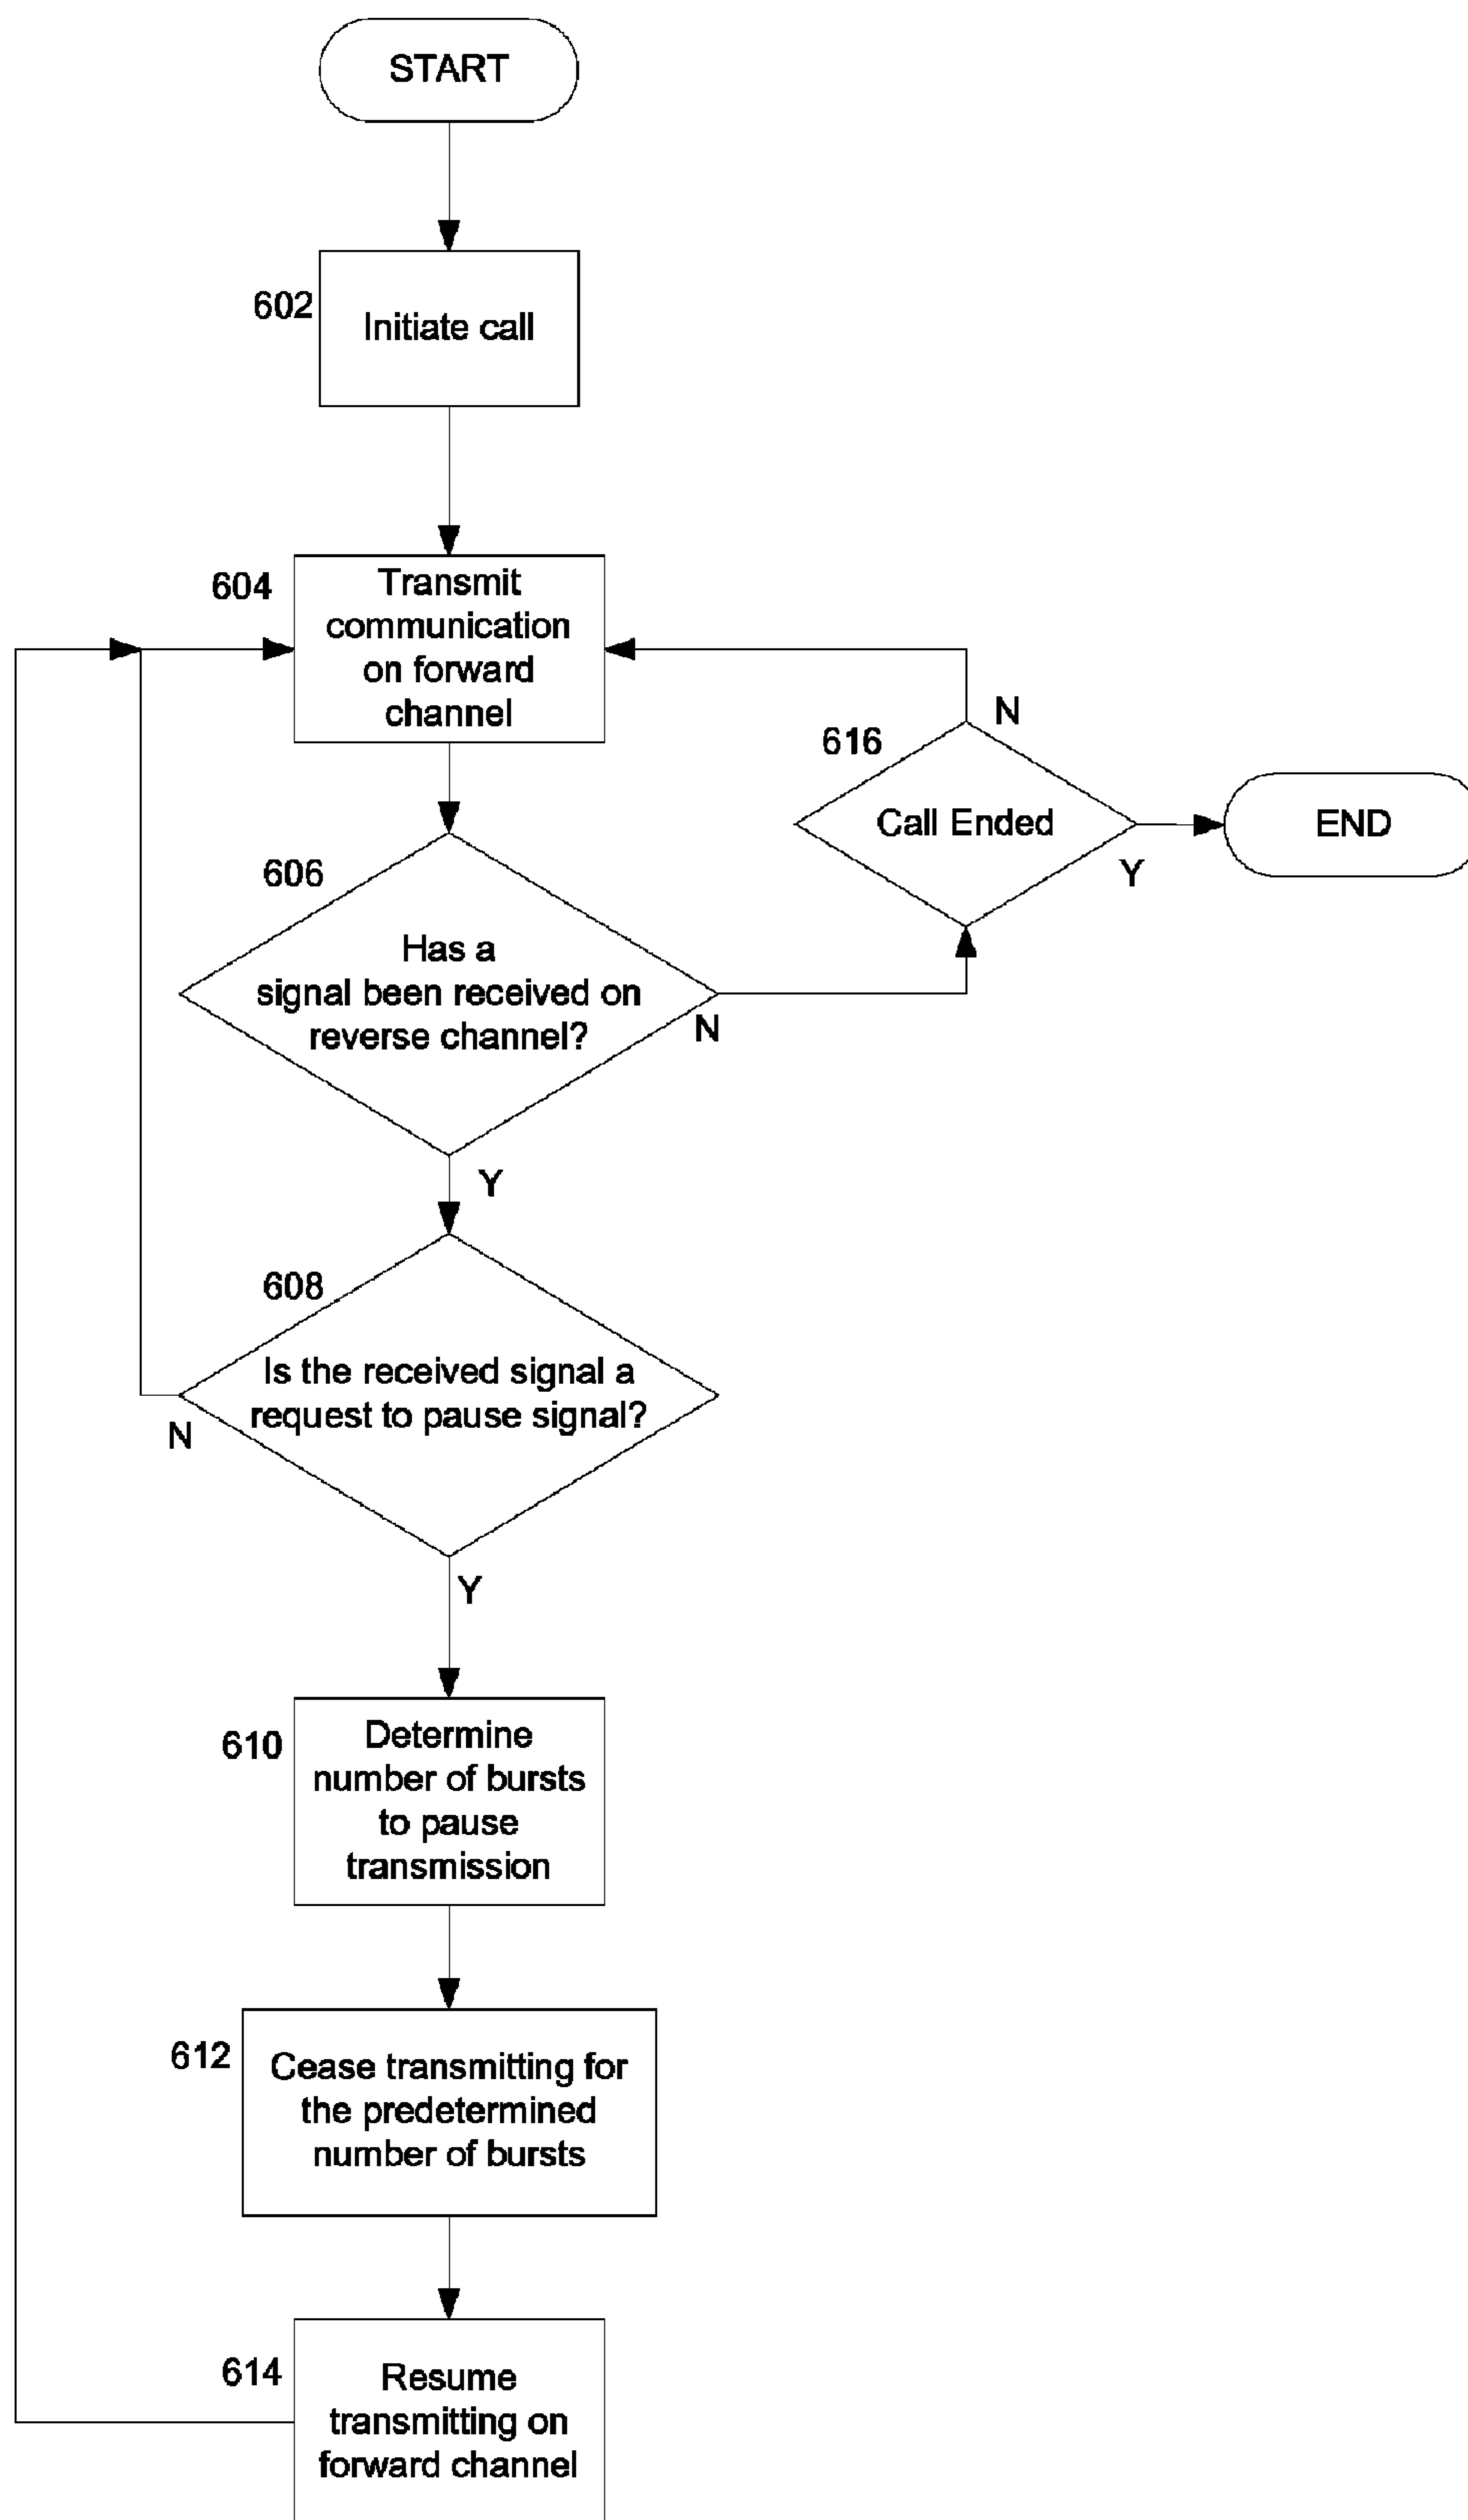 START
602
Initiate call
604
Transmit
communication
on forward
channel
N
616
Call Ended
END
Y
606
Has a
signal been received on
reverse channel?
N
Y
608
Is the received signal a
request to pause signal?
N
Y
610
Determine
number of bursts
to pause
transmission
612
Cease transmitting for
the predetermined
number of bursts
614
Resume
transmitting on
forward channel